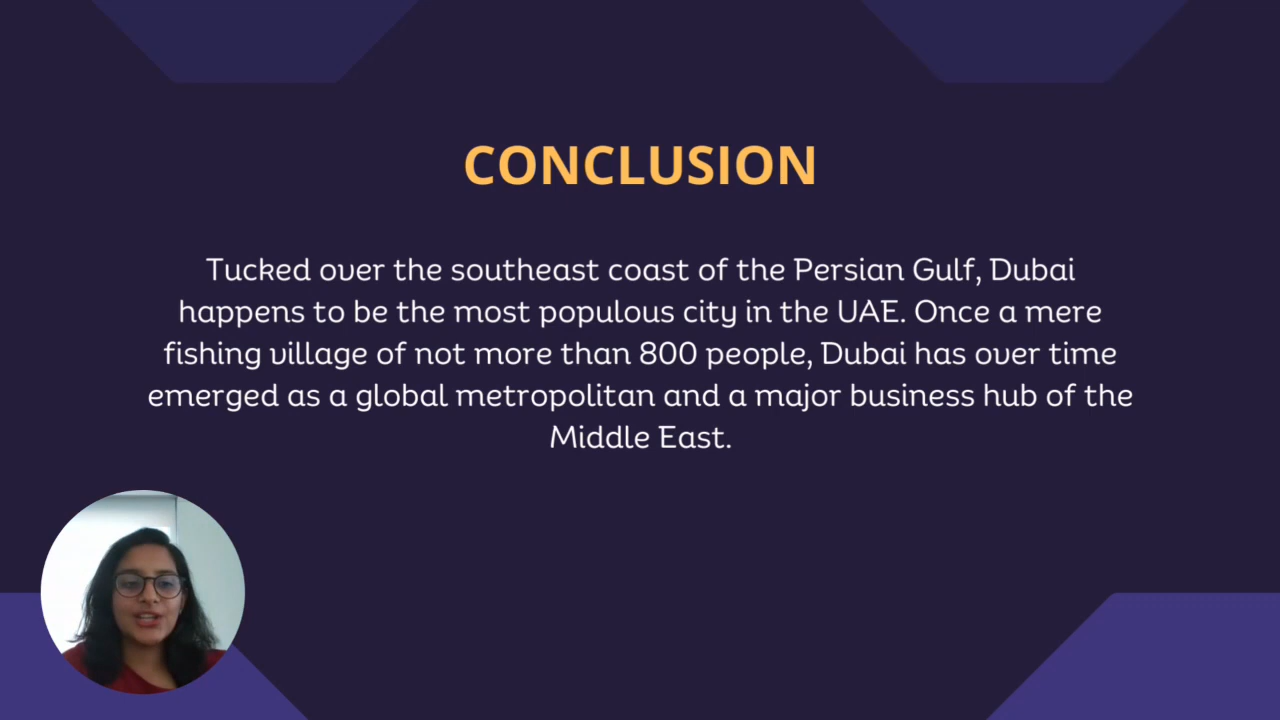 CONCLUSION
Tucked over the southeast coast of the Persian Gulf, Dubai
happens to be the most populous city in the UAE. Once a mere
fishing village of not more than 800 people, Dubai has over time
emerged as a global metropolitan and a major business hub of the
Middle East.